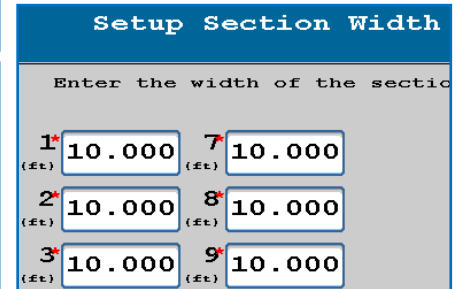 Setup Section Width
Enter the width of the sectio
1* 10.000 7* 10.000
(ft) (ft)
2* 10.000 8* 10.000
(ft) (ft)
3* 10.000 9* 10.000
(ft) (ft)